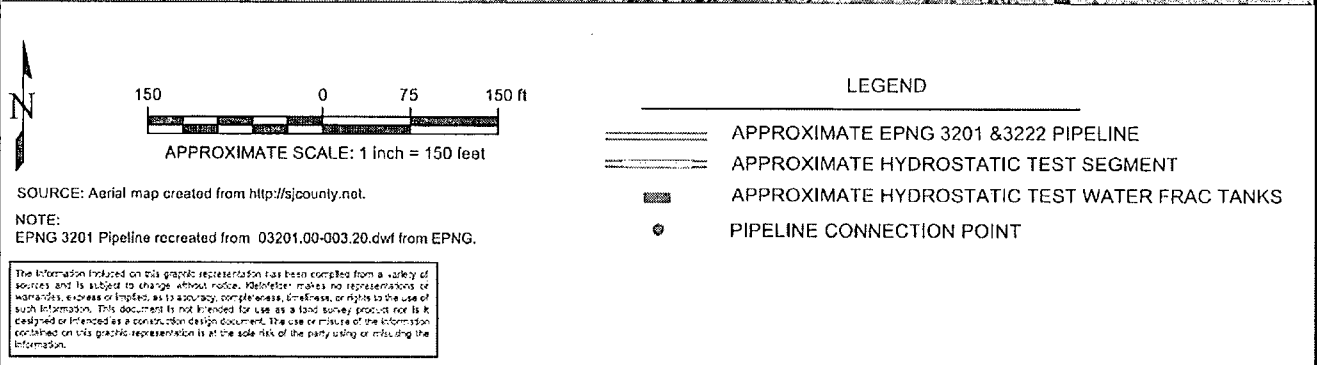 N
150 0 75 150 ft
APPROXIMATE SCALE: 1 inch = 150 feet
SOURCE: Aerial map created from http://sjcounty.net.
NOTE:
EPNG 3201 Pipeline recreated from 03201.00-003.20.dwf from EPNG.
The information included on this graphic representation has been compiled from a variety of
sources and is subject to change without notice. Kleinfelder makes no representations or
warranties, express or implied, as to accuracy, completeness, timeliness, or rights to the use of
such information. This document is not intended for use as a land survey product nor is it
designed or intended as a construction design document. The use or misuse of the information
contained on this graphic representation is at the sole risk of the party using or misusing the
information.
LEGEND
APPROXIMATE EPNG 3201 &3222 PIPELINE
APPROXIMATE HYDROSTATIC TEST SEGMENT
APPROXIMATE HYDROSTATIC TEST WATER FRAC TANKS
PIPELINE CONNECTION POINT